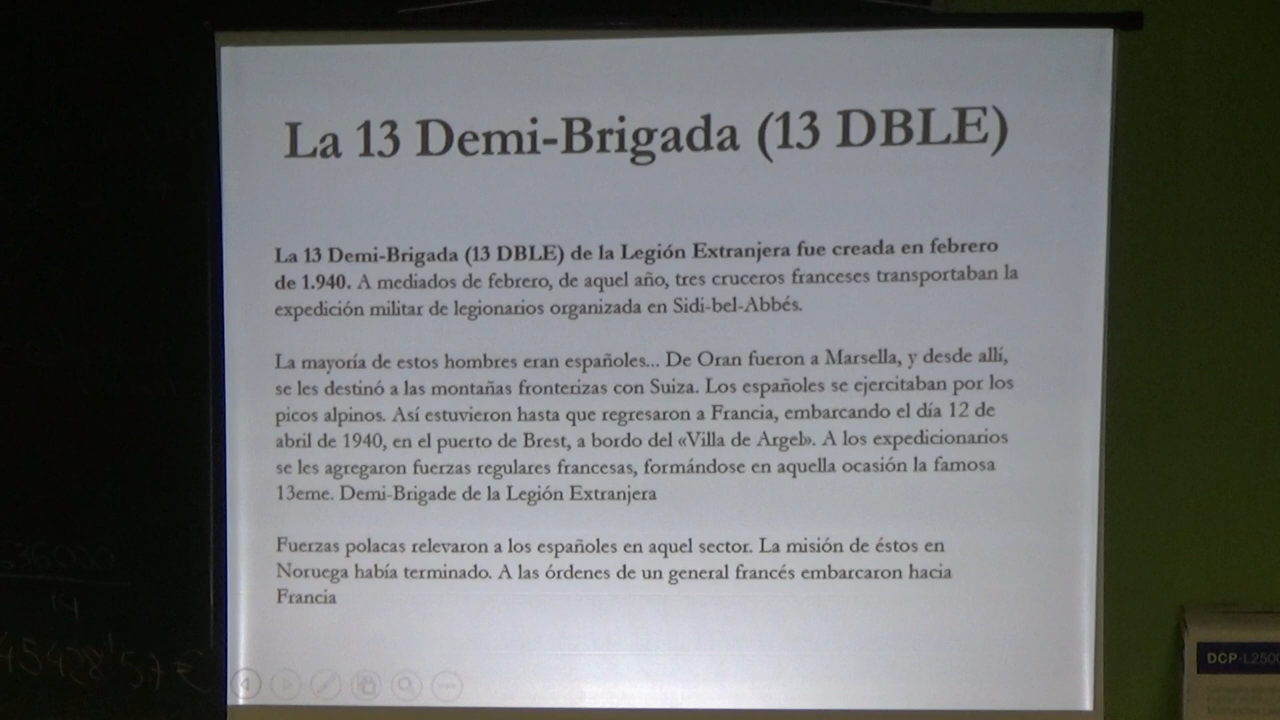 La 13 Demi-Brigada (13 DBLE)
La 13 Demi-Brigada (13 DBLE) de la Legión Extranjera fue creada en febrero
de 1.940. A mediados de febrero, de aquel año, tres cruceros franceses transportaban la
expedición militar de legionarios organizada en Sidi-bel-Abbés.
La mayoría de estos hombres eran españoles... De Oran fueron a Marsella, y desde allí,
se les destinó a las montañas fronterizas con Suiza. Los españoles se ejercitaban por los
picos alpinos. Así estuvieron hasta que regresaron a Francia, embarcando el día 12 de
abril de 1940, en el puerto de Brest, a bordo del «Villa de Argel». A los expedicionarios
se les agregaron fuerzas regulares francesas, formándose en aquella ocasión la famosa
13eme. Demi-Brigade de la Legión Extranjera
Fuerzas polacas relevaron a los españoles en aquel sector. La misión de éstos en
Noruega había terminado. A las órdenes de un general francés embarcaron hacia
Francia
14
45428'57 €
DCP-L250